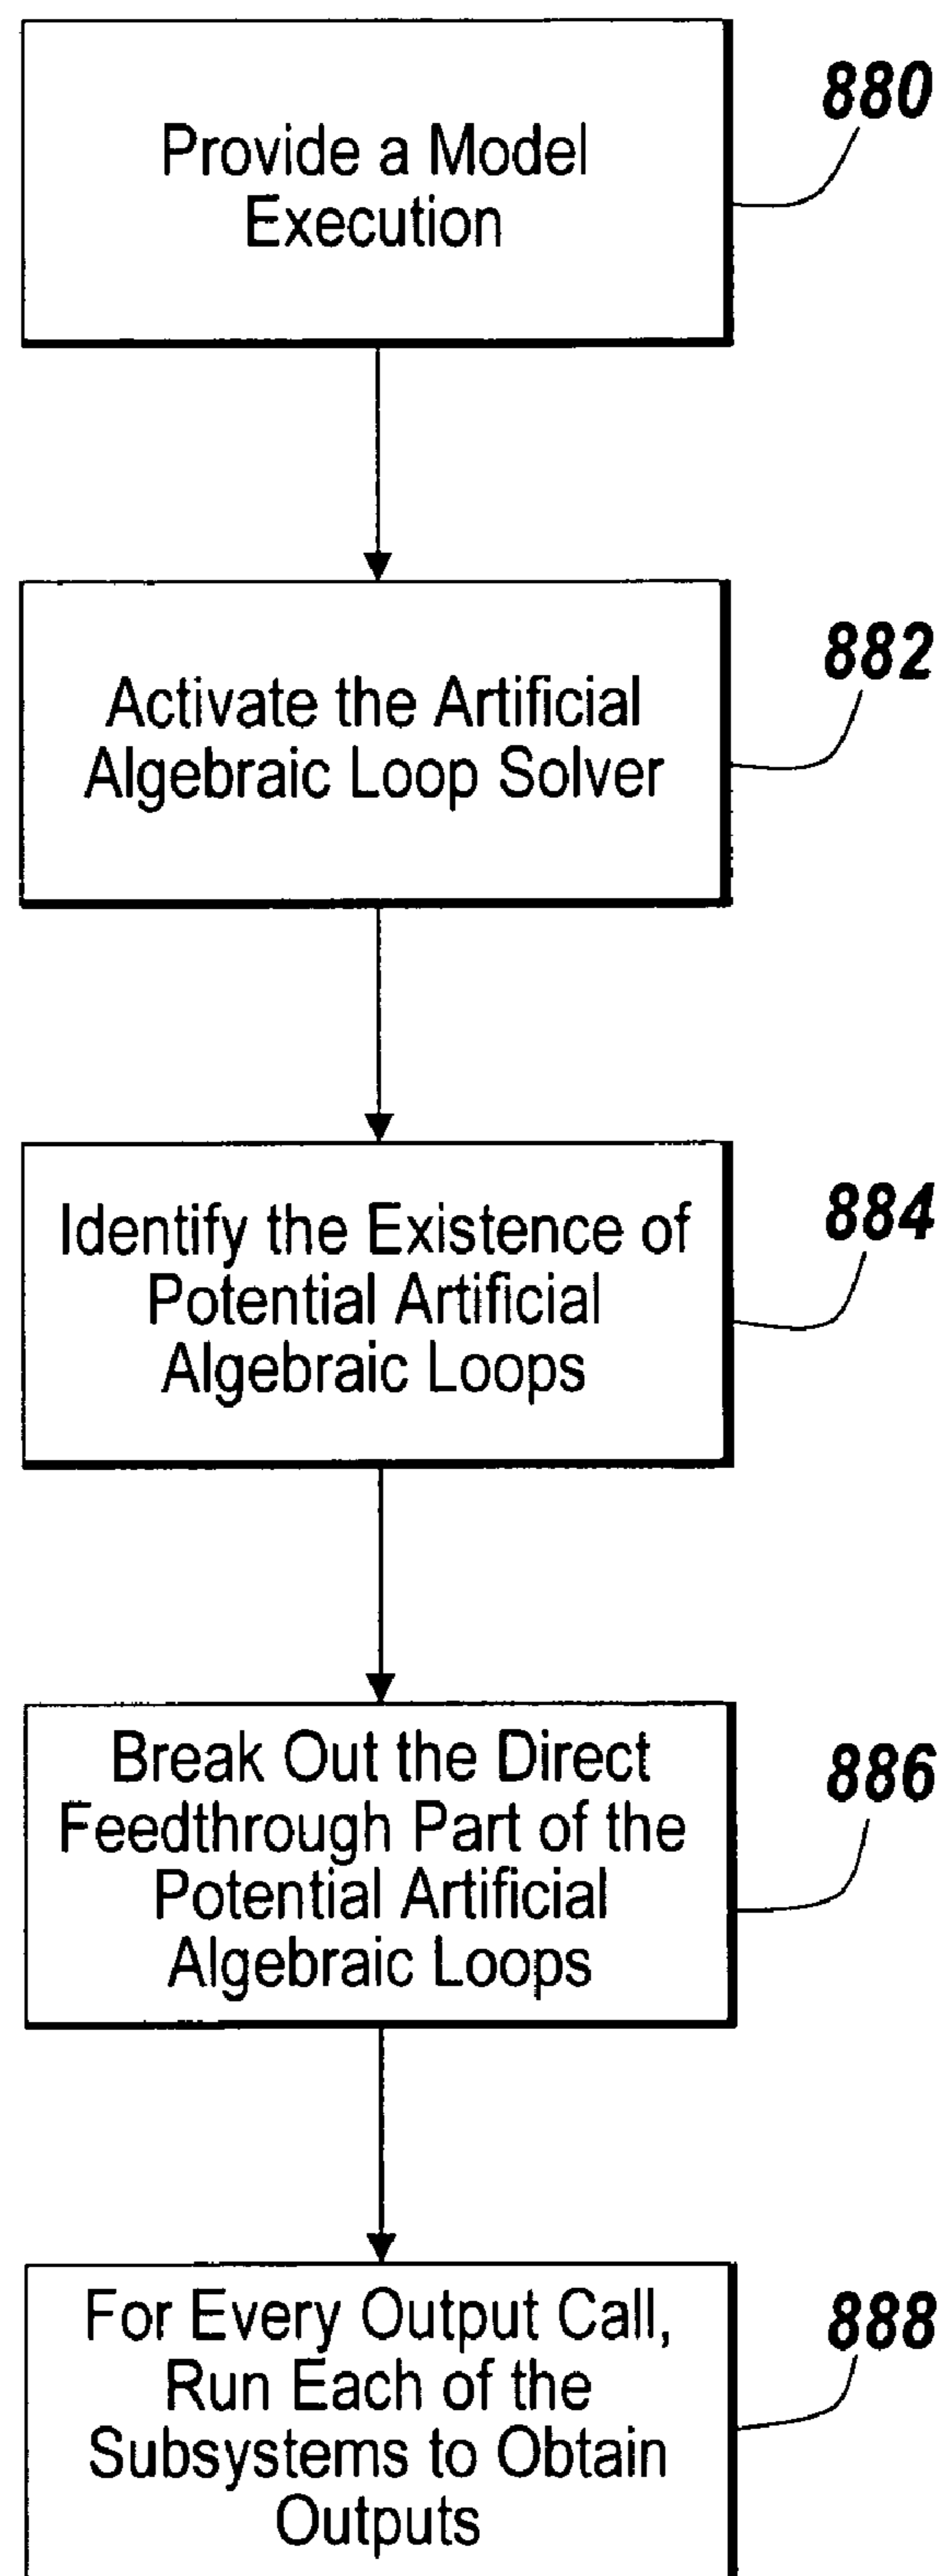 Provide a Model
Execution
880
Activate the Artificial
Algebraic Loop Solver
882
Identify the Existence of
Potential Artificial
Algebraic Loops
884
Break Out the Direct
Feedthrough Part of the
Potential Artificial
Algebraic Loops
886
For Every Output Call,
Run Each of the
Subsystems to Obtain
Outputs
888